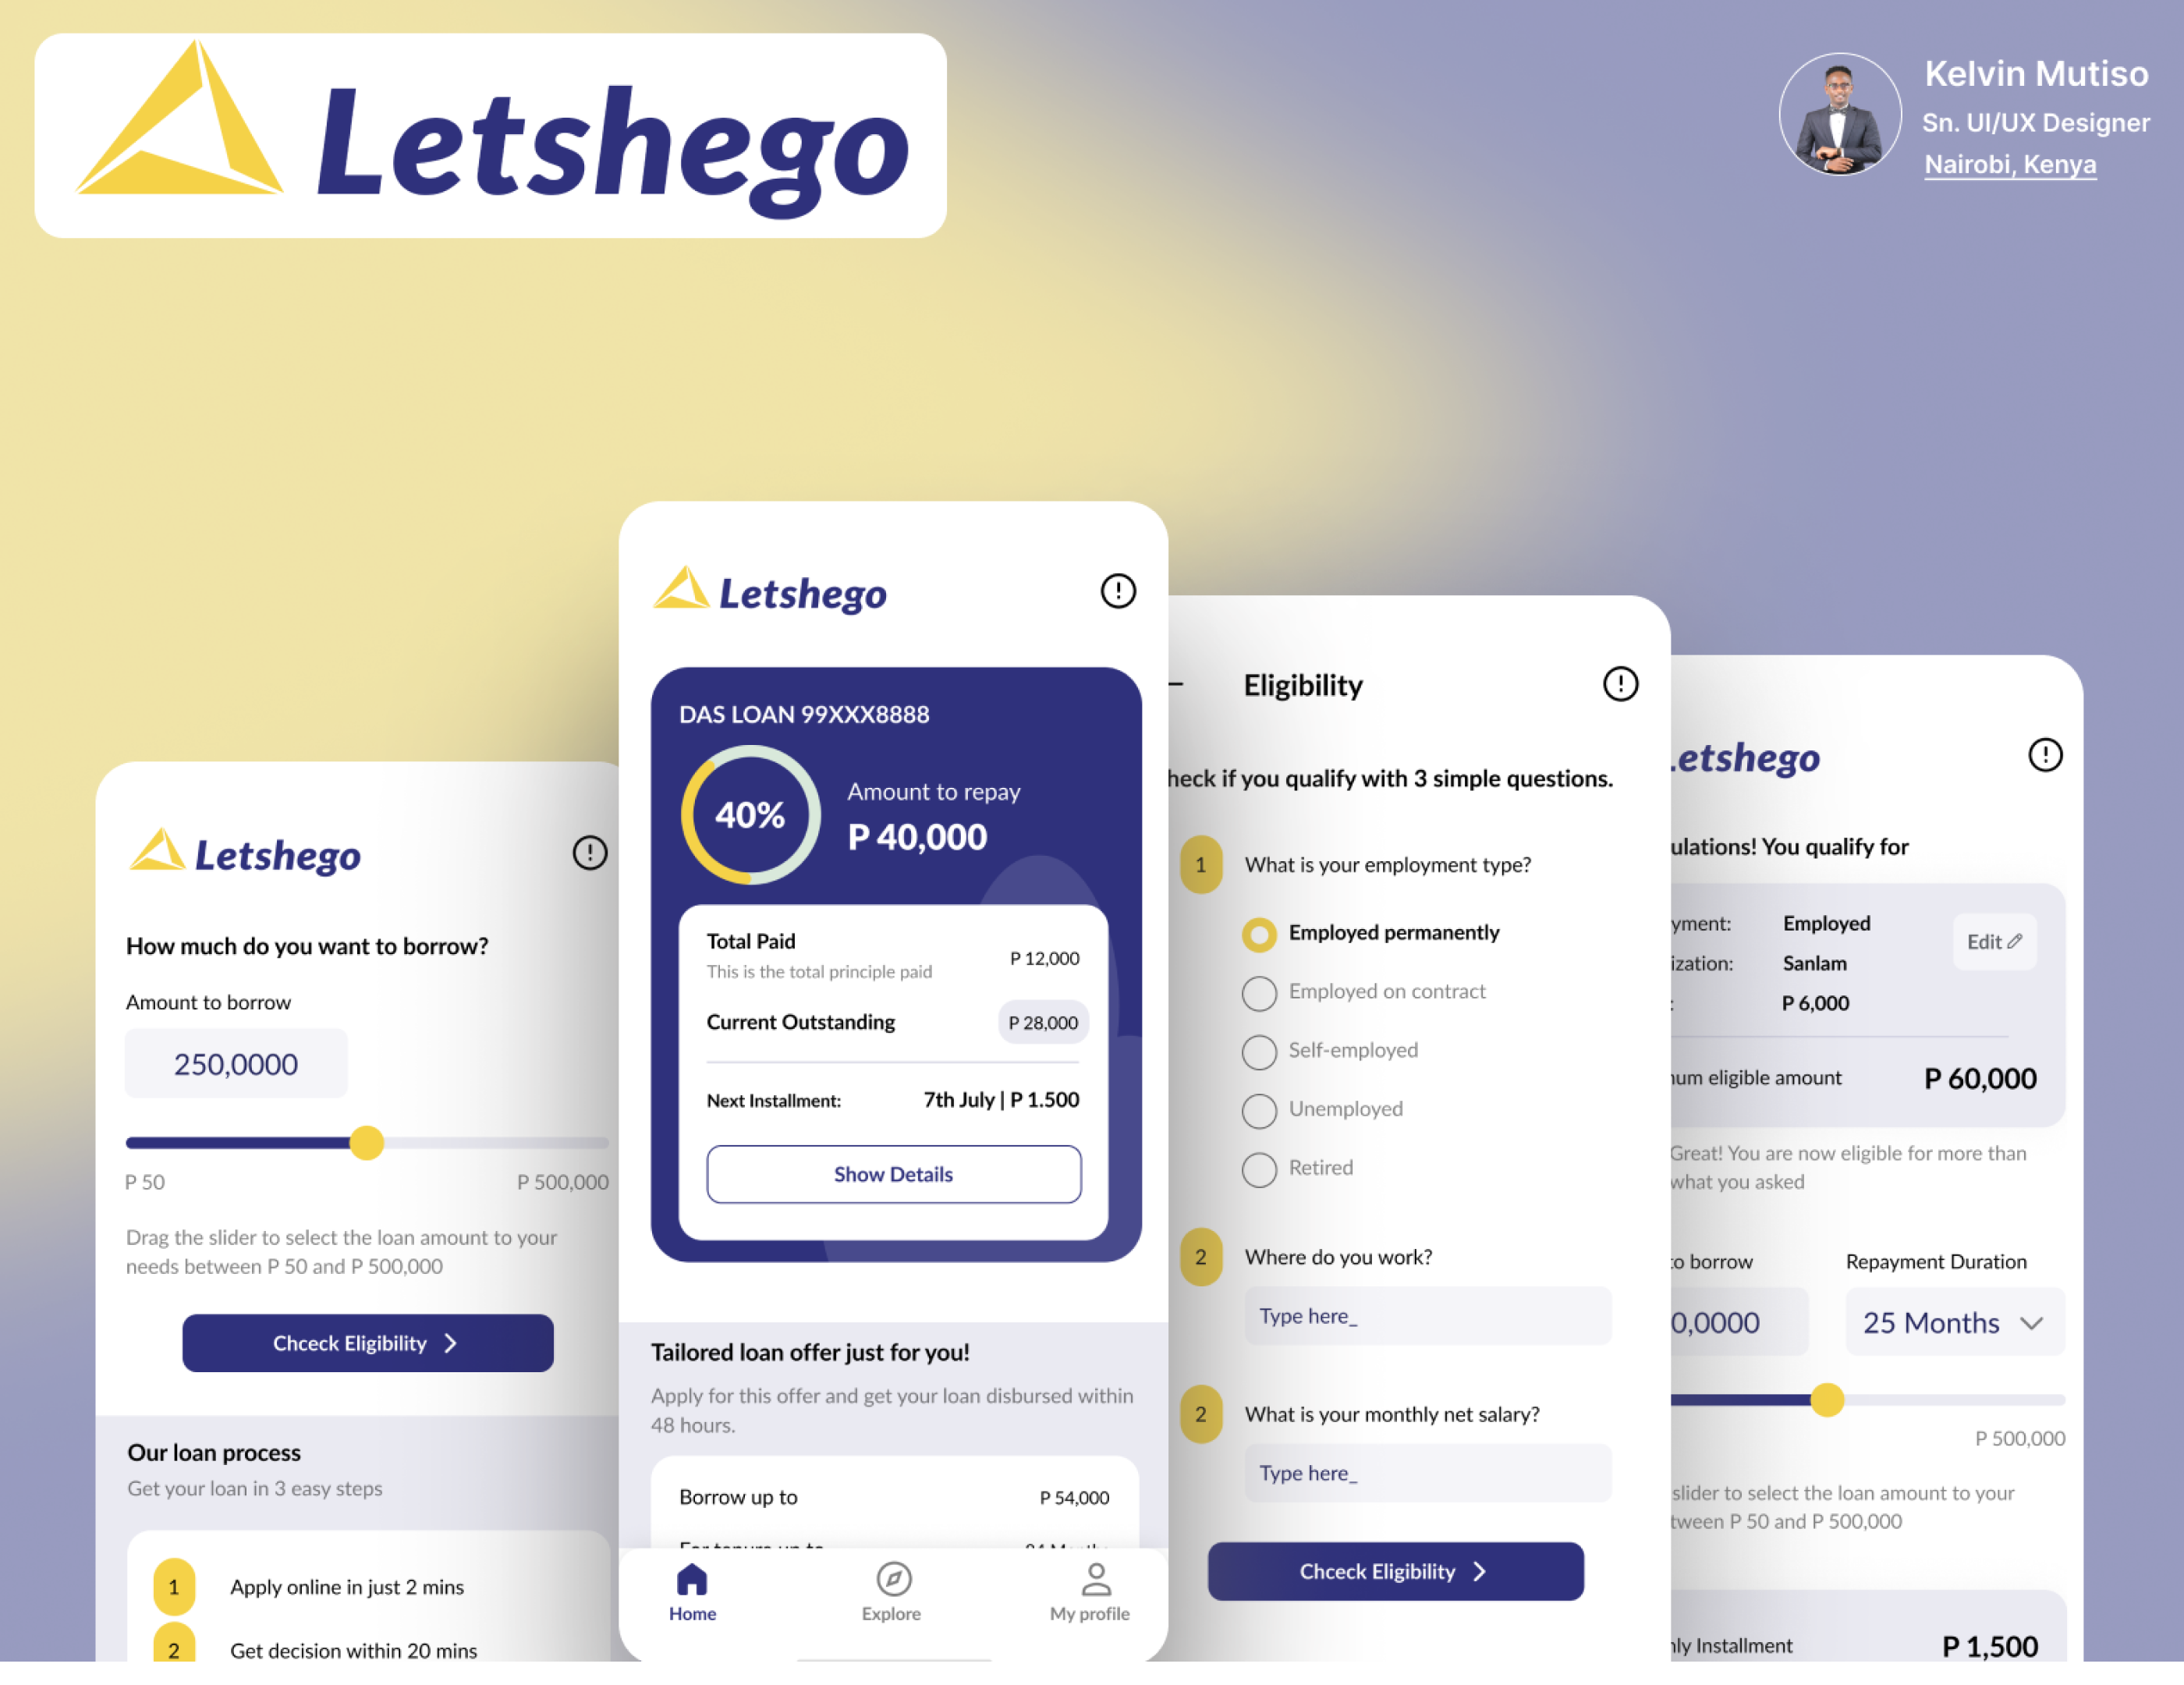 Letshego
Kelvin Mutiso
Sn. UI/UX Designer
Nairobi, Kenya
Letshego
How much do you want to borrow?
Amount to borrow
250,0000
P 50
P 500,000
Drag the slider to select the loan amount to your
needs between P 50 and P 500,000
Chceck Eligibility
Our loan process
Get your loan in 3 easy steps
1
Apply online in just 2 mins
2
Get decision within 20 mins
Letshego
DAS LOAN 99XXX8888
40%
Amount to repay
P 40,000
Total Paid
This is the total principle paid
P 12,000
Current Outstanding
P 28,000
Next Installment:
7th July | P 1.500
Show Details
Tailored loan offer just for you!
Apply for this offer and get your loan disbursed within
48 hours.
Borrow up to
P 54,000
Home
Explore
My profile
Eligibility
heck if you qualify with 3 simple questions.
1
What is your employment type?
Employed permanently
Employed on contract
Self-employed
Unemployed
Retired
2
Where do you work?
Type here_
2
What is your monthly net salary?
Type here_
Chceck Eligibility
etshego
ulations! You qualify for
yment:
Employed
Edit
ization:
Sanlam
:
P 6,000
um eligible amount
P 60,000
Great! You are now eligible for more than
what you asked
to borrow
Repayment Duration
0,0000
25 Months
P 500,000
slider to select the loan amount to your
tween P 50 and P 500,000
ly Installment
P 1,500